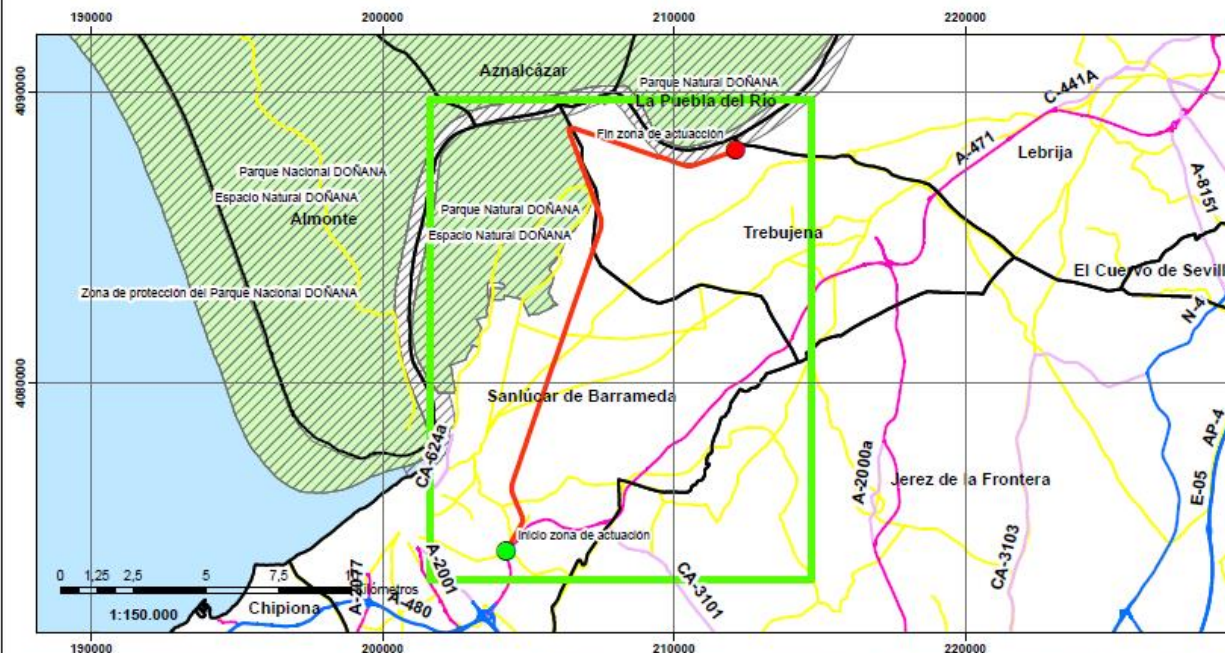 190000
200000
210000
220000
4090000
4080000
Aznalcázar
Parque Natural DOÑANA
La Puebla del Río
C-441A
Fin zona de actuacción
A-471
Lebrija
A-8151
Parque Nacional DOÑANA
Espacio Natural DOÑANA
Almonte
Parque Natural DOÑANA
Espacio Natural DOÑANA
Trebujena
El Cuervo de Sevill
Zona de protección del Parque Nacional DOÑANA
N-4
Sanlúcar de Barrameda
CA-624a
A-2000a
Jerez de la Frontera
AP-4
E-05
Inicio zona de actuación
CA-3103
A-2001
A-2077
A-480
CA-3101
0 1,25 2,5 5 7,5
1:150.000
Chipiona
190000
200000
210000
220000